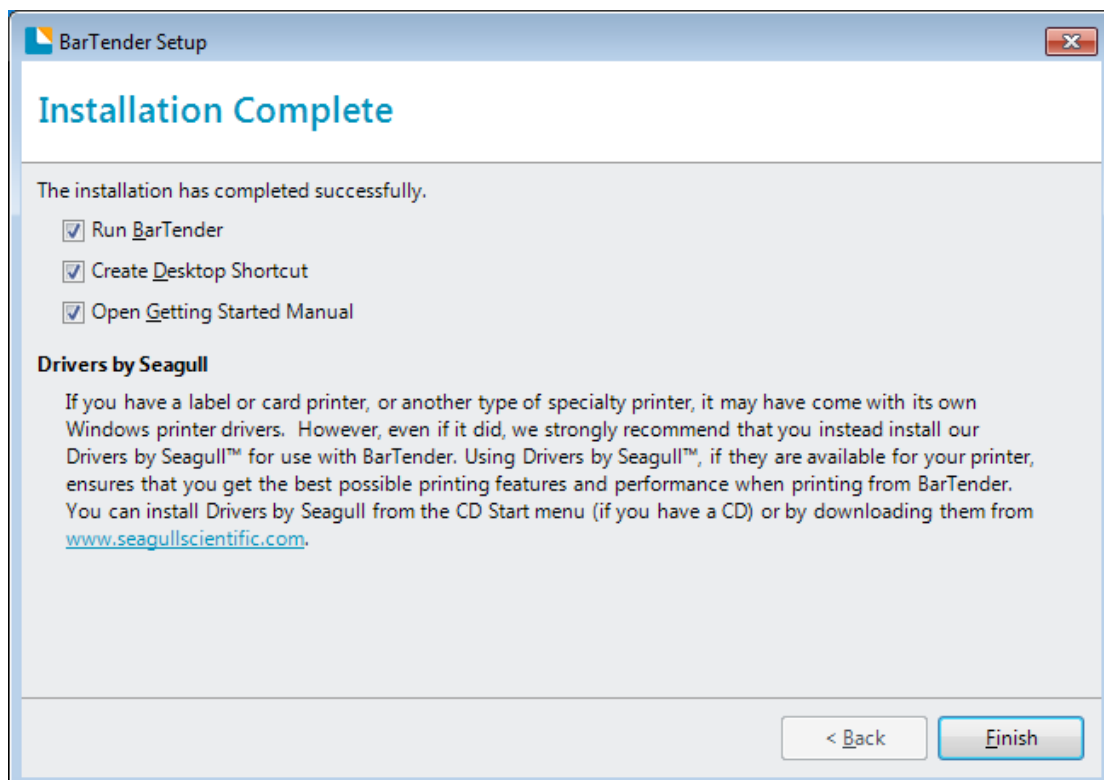 BarTender Setup
Installation Complete
The installation has completed successfully.
Run BarTender
Create Desktop Shortcut
Open Getting Started Manual
Drivers by Seagull
If you have a label or card printer, or another type of specialty printer, it may have come with its own
Windows printer drivers.  However, even if it did, we strongly recommend that you instead install our
Drivers by Seagull™ for use with BarTender. Using Drivers by Seagull™, if they are available for your printer,
ensures that you get the best possible printing features and performance when printing from BarTender.
You can install Drivers by Seagull from the CD Start menu (if you have a CD) or by downloading them from
www.seagullscientific.com.
< Back
Finish